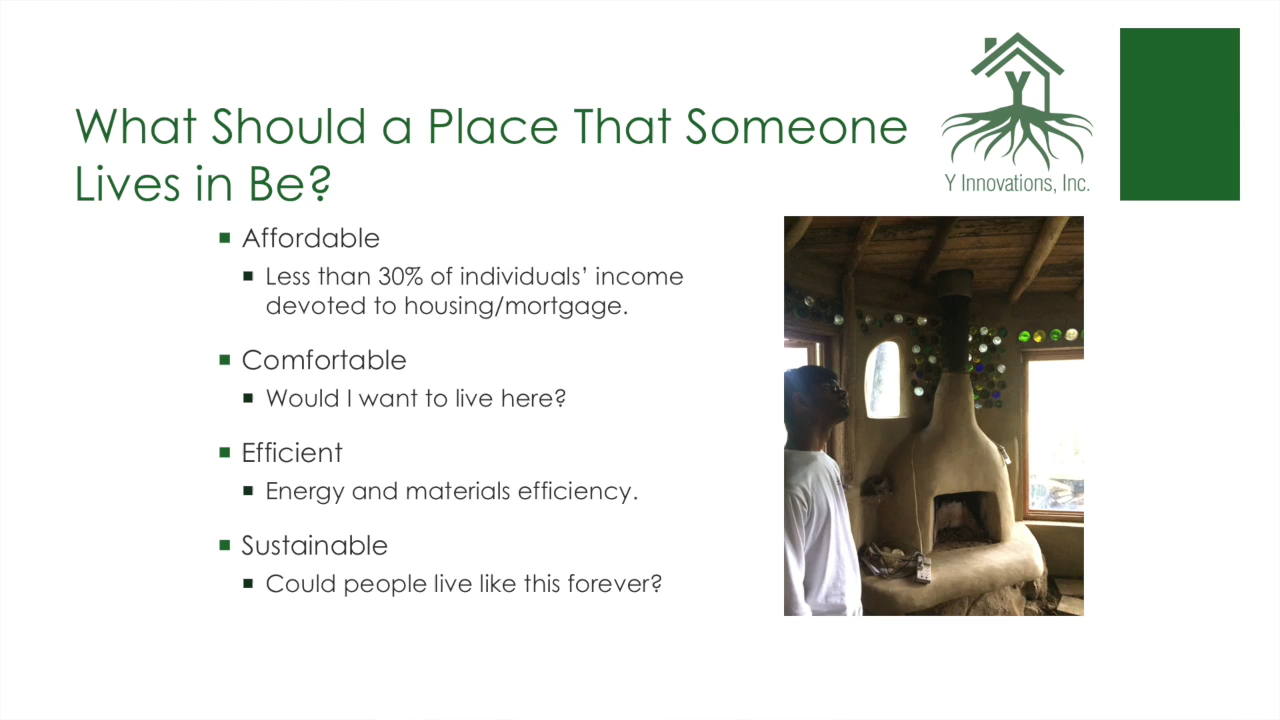 What Should a Place That Someone
Lives in Be?
Y
Y Innovations, Inc.
Affordable
Less than 30% of individuals’ income
devoted to housing/mortgage.
Comfortable
Would I want to live here?
Efficient
Energy and materials efficiency.
Sustainable
Could people live like this forever?